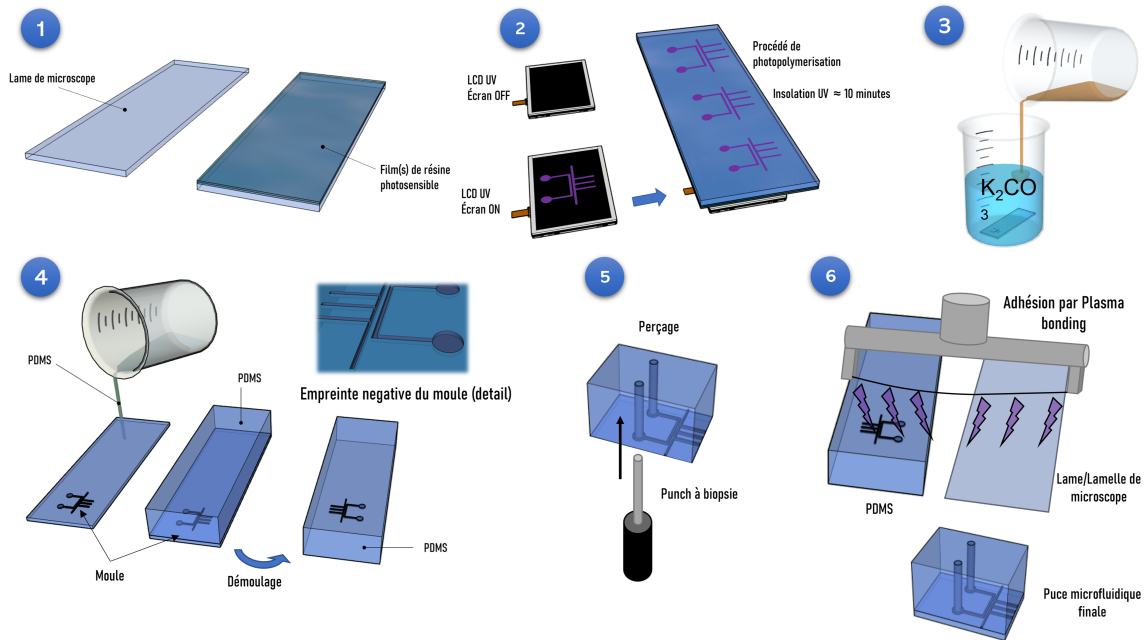 1
Lame de microscope
Film(s) de résine
photosensible
2
LCD UV
Écran OFF
LCD UV
Écran ON
Procédé de
photopolymerisation
Insolation UV ≈ 10 minutes
3
K₂CO
3
4
PDMS
PDMS
Moule
Démoulage
PDMS
Empreinte negative du moule (detail)
5
Perçage
Punch à biopsie
6
Adhésion par Plasma
bonding
PDMS
Lame/Lamelle de
microscope
Puce microfluidique
finale